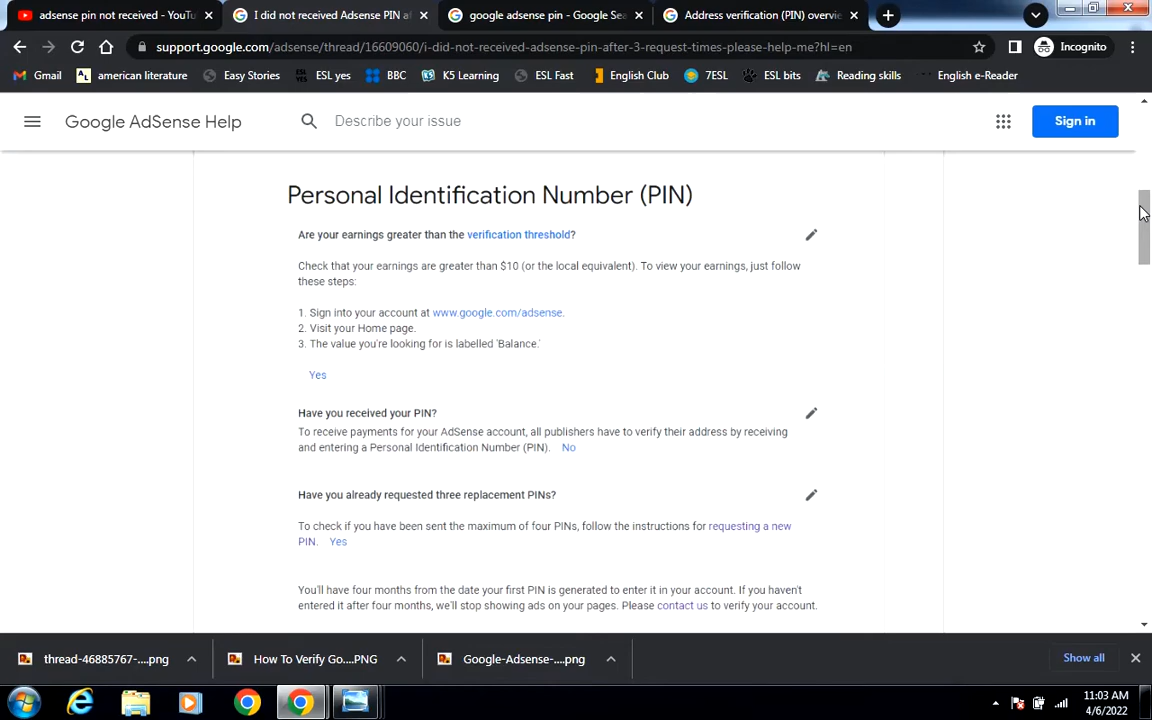 adsense pin not received - YouTu
I did not received Adsense PIN af
google adsense pin - Google Sea
Address verification (PIN) overvie
support.google.com/adsense/thread/16609060/i-did-not-received-adsense-pin-after-3-request-times-please-help-me?hl=en
Incognito
Gmail
american literature
Easy Stories
ESL yes
BBC
K5 Learning
ESL Fast
English Club
7ESL
ESL bits
Reading skills
English e-Reader
Google AdSense Help
Describe your issue
Sign in
Personal Identification Number (PIN)
Are your earnings greater than the verification threshold?
Check that your earnings are greater than $10 (or the local equivalent). To view your earnings, just follow
these steps:
1. Sign into your account at www.google.com/adsense.
2. Visit your Home page.
3. The value you're looking for is labelled 'Balance.'
Yes
Have you received your PIN?
To receive payments for your AdSense account, all publishers have to verify their address by receiving
and entering a Personal Identification Number (PIN). No
Have you already requested three replacement PINs?
To check if you have been sent the maximum of four PINs, follow the instructions for requesting a new
PIN. Yes
You'll have four months from the date your first PIN is generated to enter it in your account. If you haven't
entered it after four months, we'll stop showing ads on your pages. Please contact us to verify your account.
thread-46885767-....png
How To Verify Go....PNG
Google-Adsense-....png
Show all
11:03 AM
4/6/2022